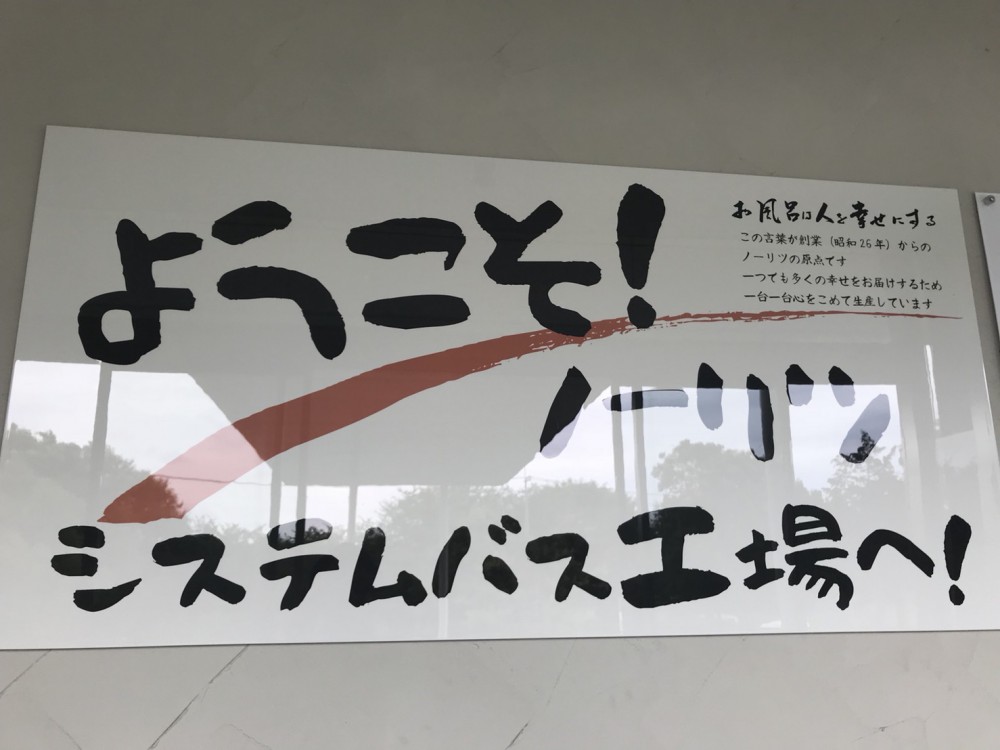 ようこそ!
お風呂は人を幸せにする
この言葉が創業(昭和26年)からの
ノーリツの原点です
一つでも多くの幸せをお届けするため
一台一台心をこめて生産しています
ノーリツ
システムバス工場へ!